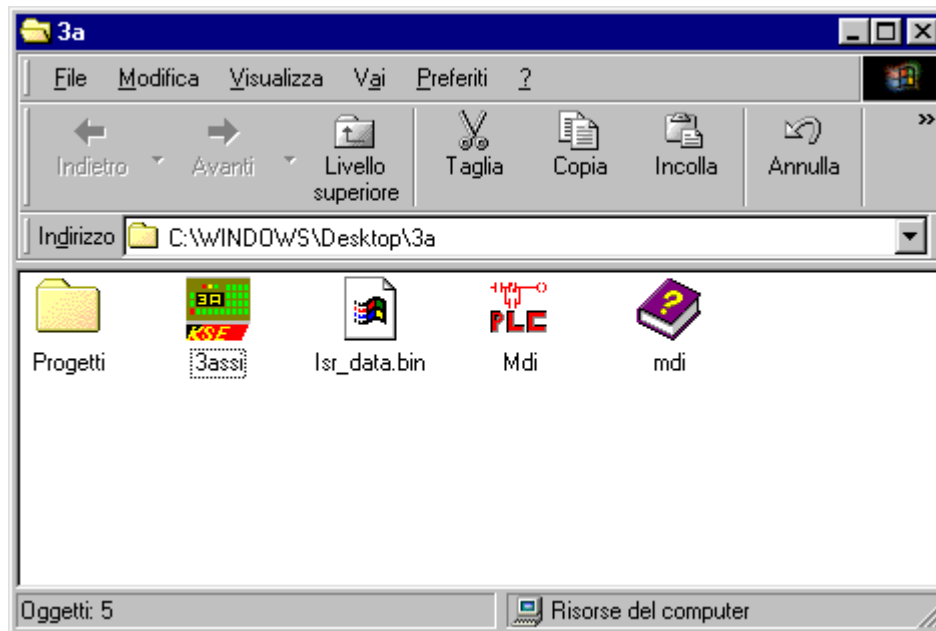 3a
File Modifica Visualizza Vai Preferiti ?
Indietro Avanti Livello superiore Taglia Copia Incolla Annulla »
Indirizzo C:\WINDOWS\Desktop\3a
3A
KSE PLC
Progetti 3assi Isr_data.bin Mdi mdi
Oggetti: 5 Risorse del computer